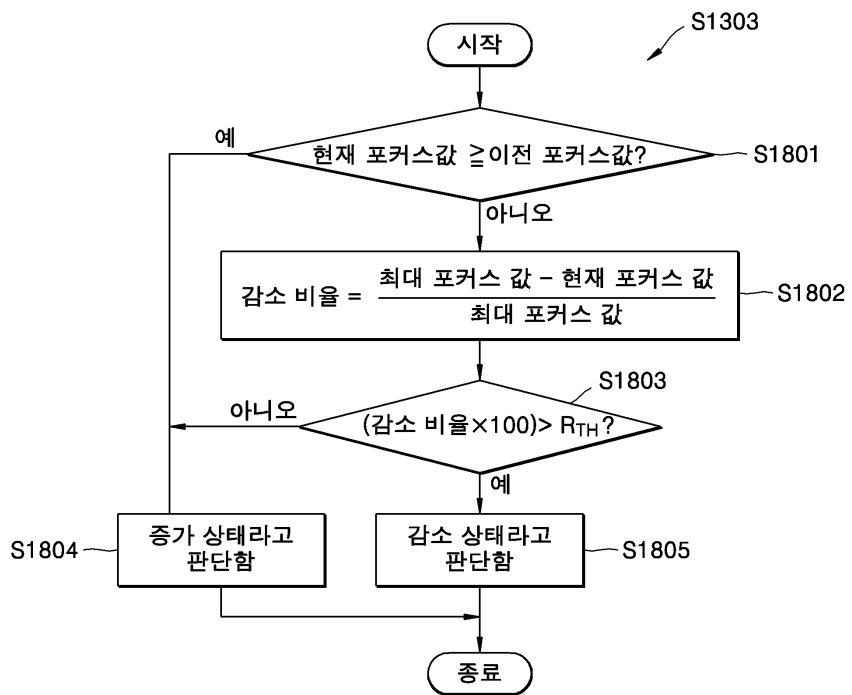 S1303
시작
예
현재 포커스값 ≧이전 포커스값?
S1801
아니오
감소 비율 = 최대 포커스 값 – 현재 포커스 값
최대 포커스 값
S1802
S1803
아니오
(감소 비율×100)> RTH?
예
S1804
증가 상태라고
판단함
감소 상태라고
판단함
S1805
종료